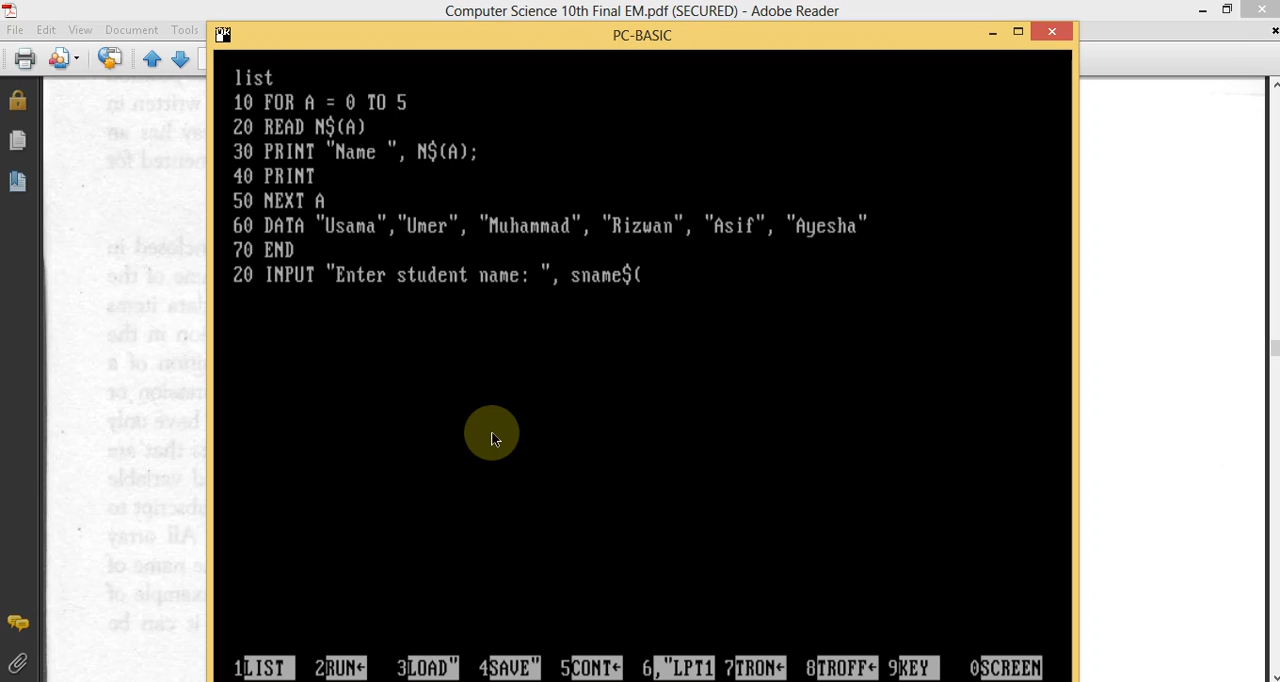 Computer Science 10th Final EM.pdf (SECURED) - Adobe Reader
File Edit View Document Tools
PC-BASIC
list
10 FOR A = 0 TO 5
20 READ N$(A)
30 PRINT "Name ", N$(A);
40 PRINT
50 NEXT A
60 DATA "Usama","Umer", "Muhammad", "Rizwan", "Asif", "Ayesha"
70 END
20 INPUT "Enter student name: ", sname$(
1LIST 2RUN← 3LOAD" 4SAVE" 5CONT← 6,"LPT1 7TRON← 8TROFF← 9KEY 0SCREEN